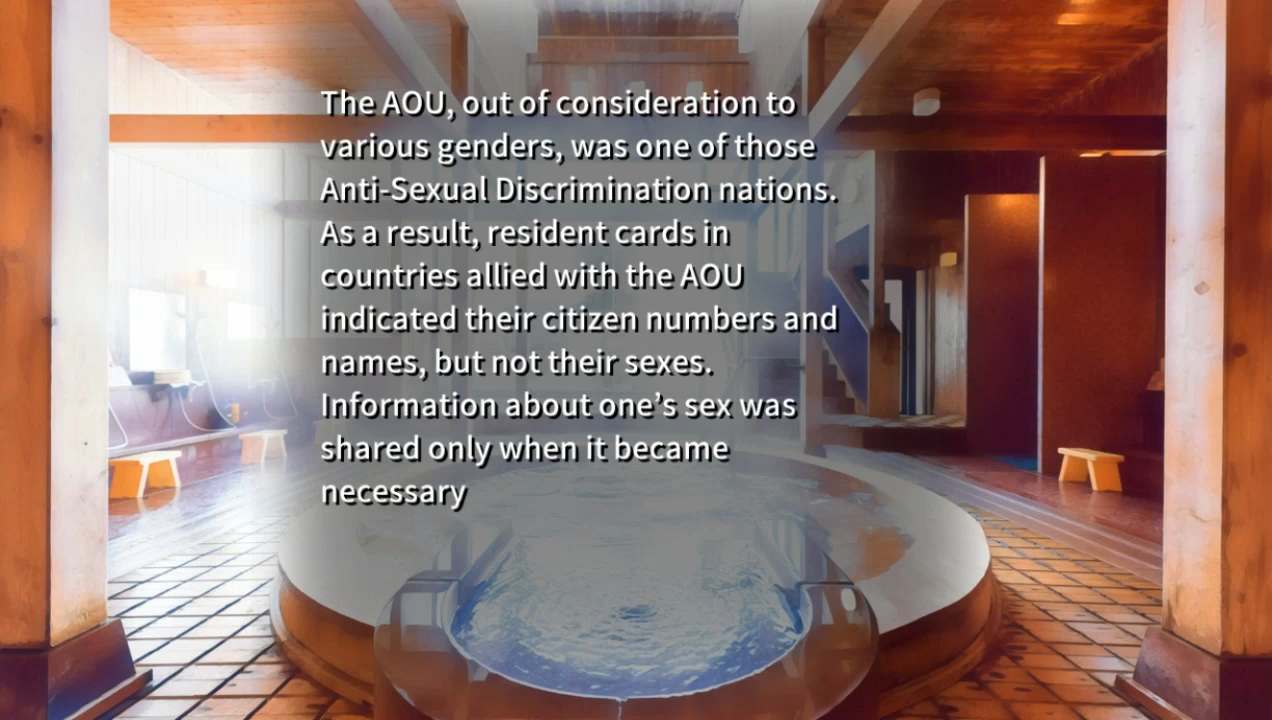 The AOU, out of consideration to
various genders, was one of those
Anti-Sexual Discrimination nations.
As a result, resident cards in
countries allied with the AOU
indicated their citizen numbers and
names, but not their sexes.
Information about one’s sex was
shared only when it became
necessary